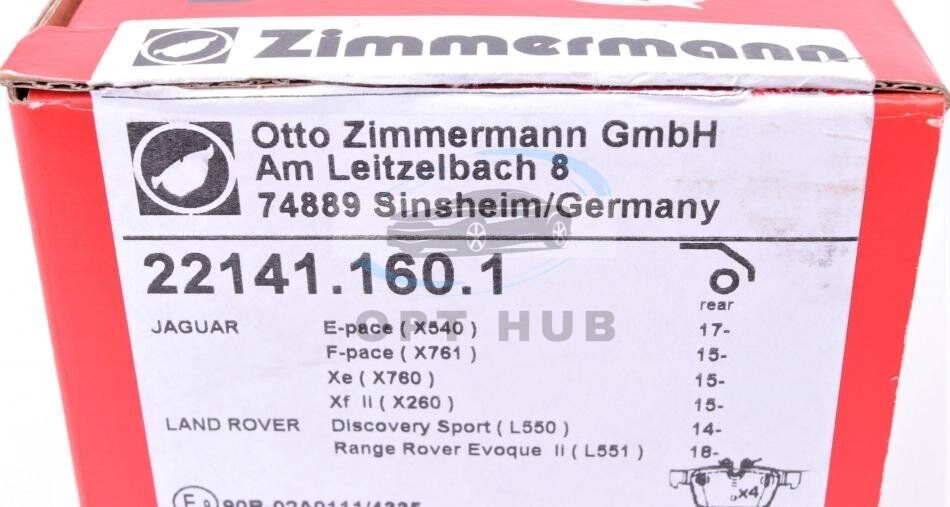 Zimmermann
Otto Zimmermann GmbH
Am Leitzelbach 8
74889 Sinsheim/Germany
22141.160.1
rear
OPT HUB
JAGUAR E-pace ( X540 ) 17-
F-pace ( X761 ) 15-
Xe ( X760 ) 15-
Xf II ( X260 ) 15-
LAND ROVER Discovery Sport ( L550 ) 14-
Range Rover Evoque II ( L551 ) 18-
x4